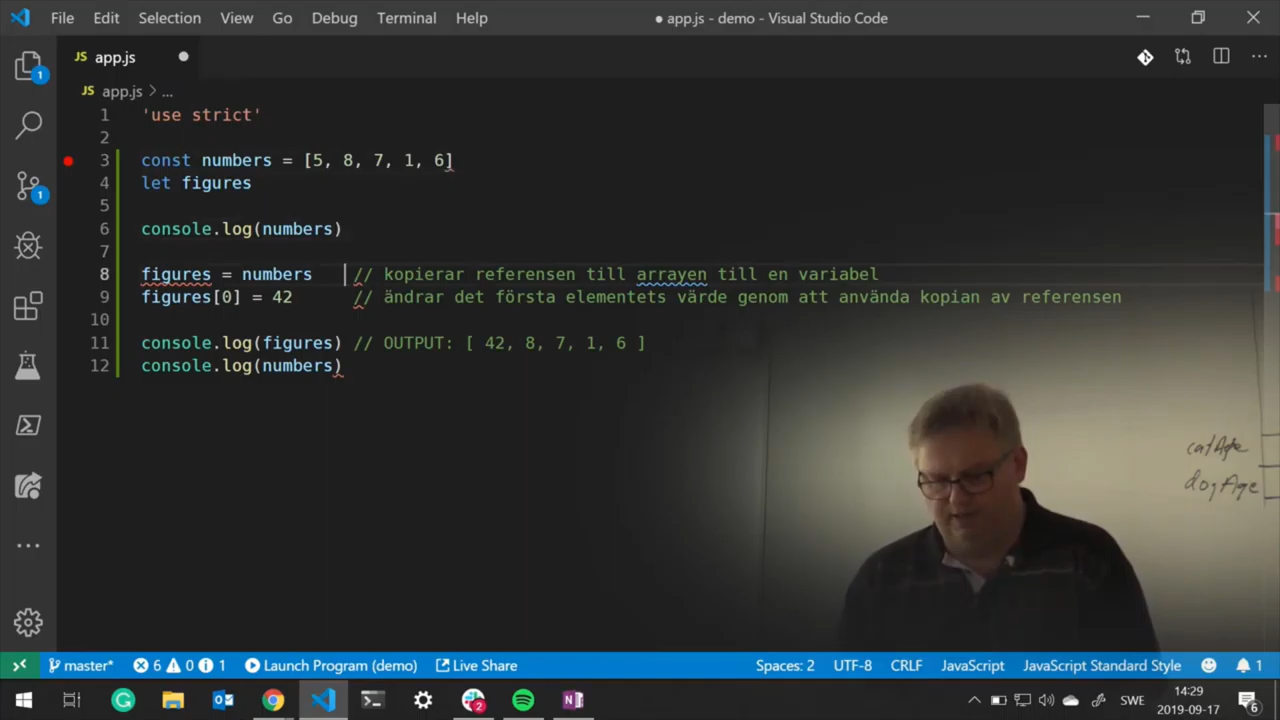 File Edit Selection View Go Debug Terminal Help
● app.js - demo - Visual Studio Code
JS app.js ●
JS app.js > ...
1 'use strict'
2
3 const numbers = [5, 8, 7, 1, 6]
4 let figures
5
6 console.log(numbers)
7
8 figures = numbers // kopierar referensen till arrayen till en variabel
9 figures[0] = 42 // ändrar det första elementets värde genom att använda kopian av referensen
10
11 console.log(figures) // OUTPUT: [ 42, 8, 7, 1, 6 ]
12 console.log(numbers)
1
1
catAge
dogAge
master* 6 0 1 Launch Program (demo) Live Share Spaces: 2 UTF-8 CRLF JavaScript JavaScript Standard Style 1
2 SWE 14:29
2019-09-17 6